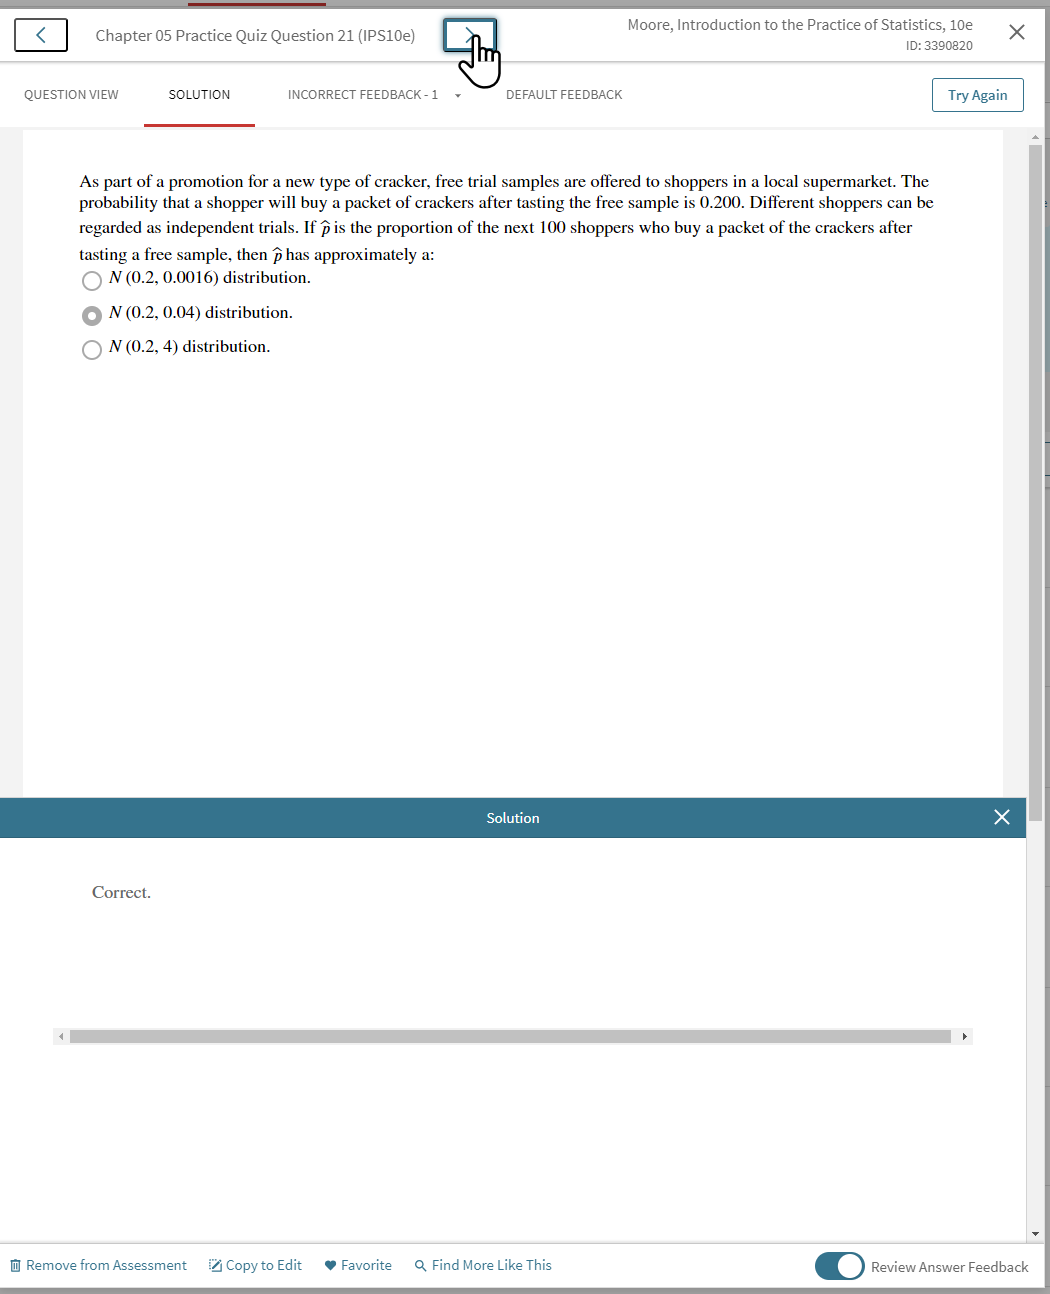 Chapter 05 Practice Quiz Question 21 (IPS10e)
Moore, Introduction to the Practice of Statistics, 10e
ID: 3390820
QUESTION VIEW
SOLUTION
INCORRECT FEEDBACK - 1
DEFAULT FEEDBACK
Try Again
As part of a promotion for a new type of cracker, free trial samples are offered to shoppers in a local supermarket. The
probability that a shopper will buy a packet of crackers after tasting the free sample is 0.200. Different shoppers can be
regarded as independent trials. If p̂ is the proportion of the next 100 shoppers who buy a packet of the crackers after
tasting a free sample, then p̂ has approximately a:
N (0.2, 0.0016) distribution.
N (0.2, 0.04) distribution.
N (0.2, 4) distribution.
Solution
Correct.
Remove from Assessment
Copy to Edit
Favorite
Find More Like This
Review Answer Feedback